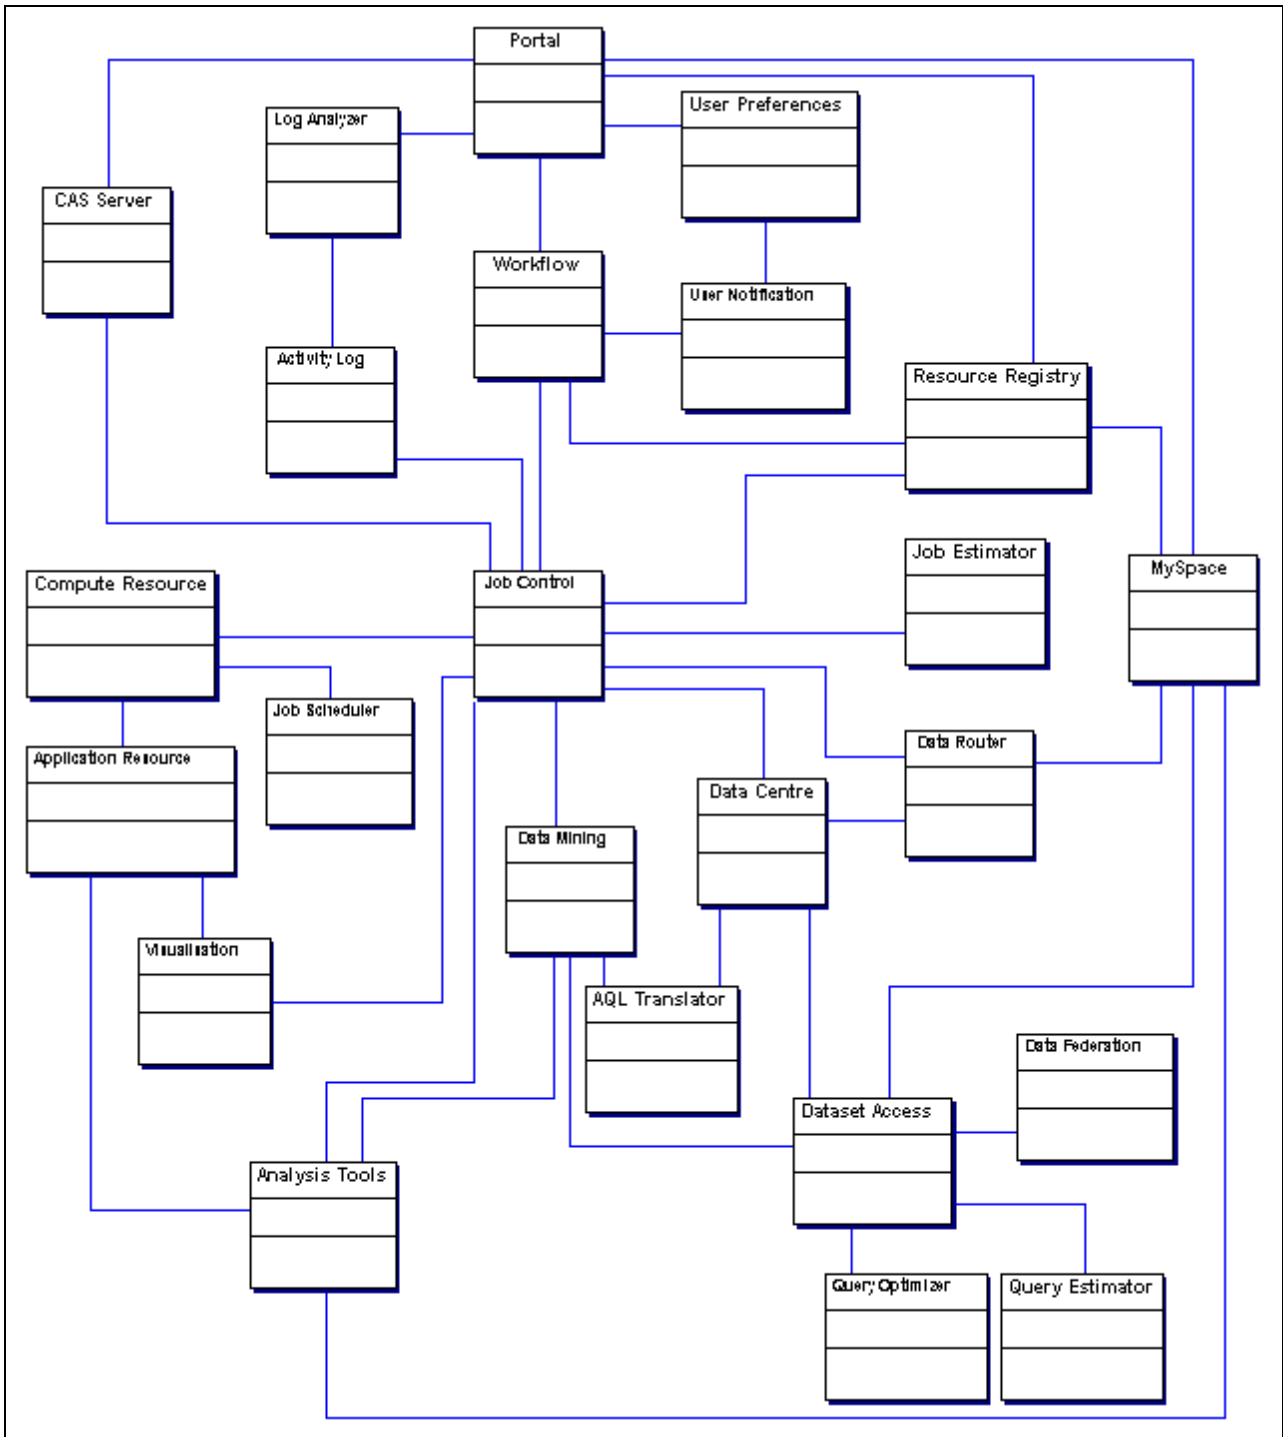 Portal
User Preferences
Log Analyzer
CAS Server
Workflow
User Notification
Activity Log
Resource Registry
Job Estimator
MySpace
Compute Resource
Job Control
Job Scheduler
Data Router
Application Resource
Data Centre
Data Mining
Visualisation
AQL Translator
Data Federation
Dataset Access
Analysis Tools
Query Optimizer
Query Estimator